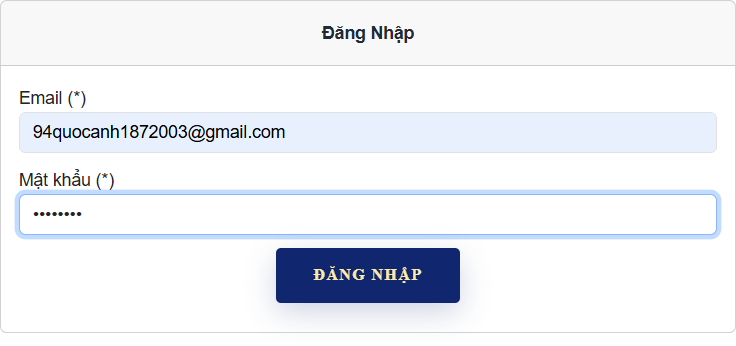 Đăng Nhập
Email (*)
94quocanh1872003@gmail.com
Mật khẩu (*)
••••••••
ĐĂNG NHẬP